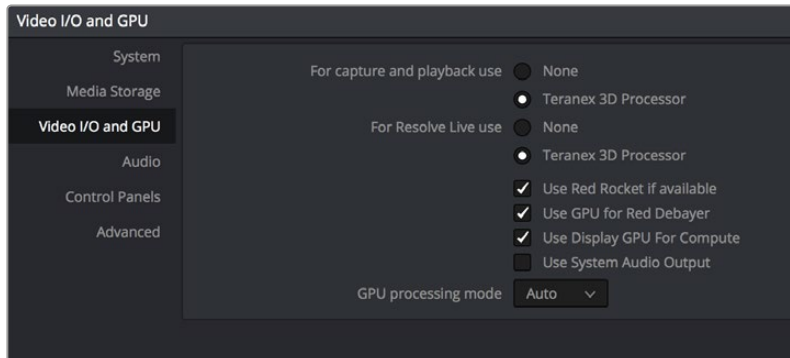 Video I/O and GPU
System
Media Storage
Video I/O and GPU
Audio
Control Panels
Advanced
For capture and playback use None
Teranex 3D Processor
For Resolve Live use None
Teranex 3D Processor
Use Red Rocket if available
Use GPU for Red Debayer
Use Display GPU For Compute
Use System Audio Output
GPU processing mode Auto